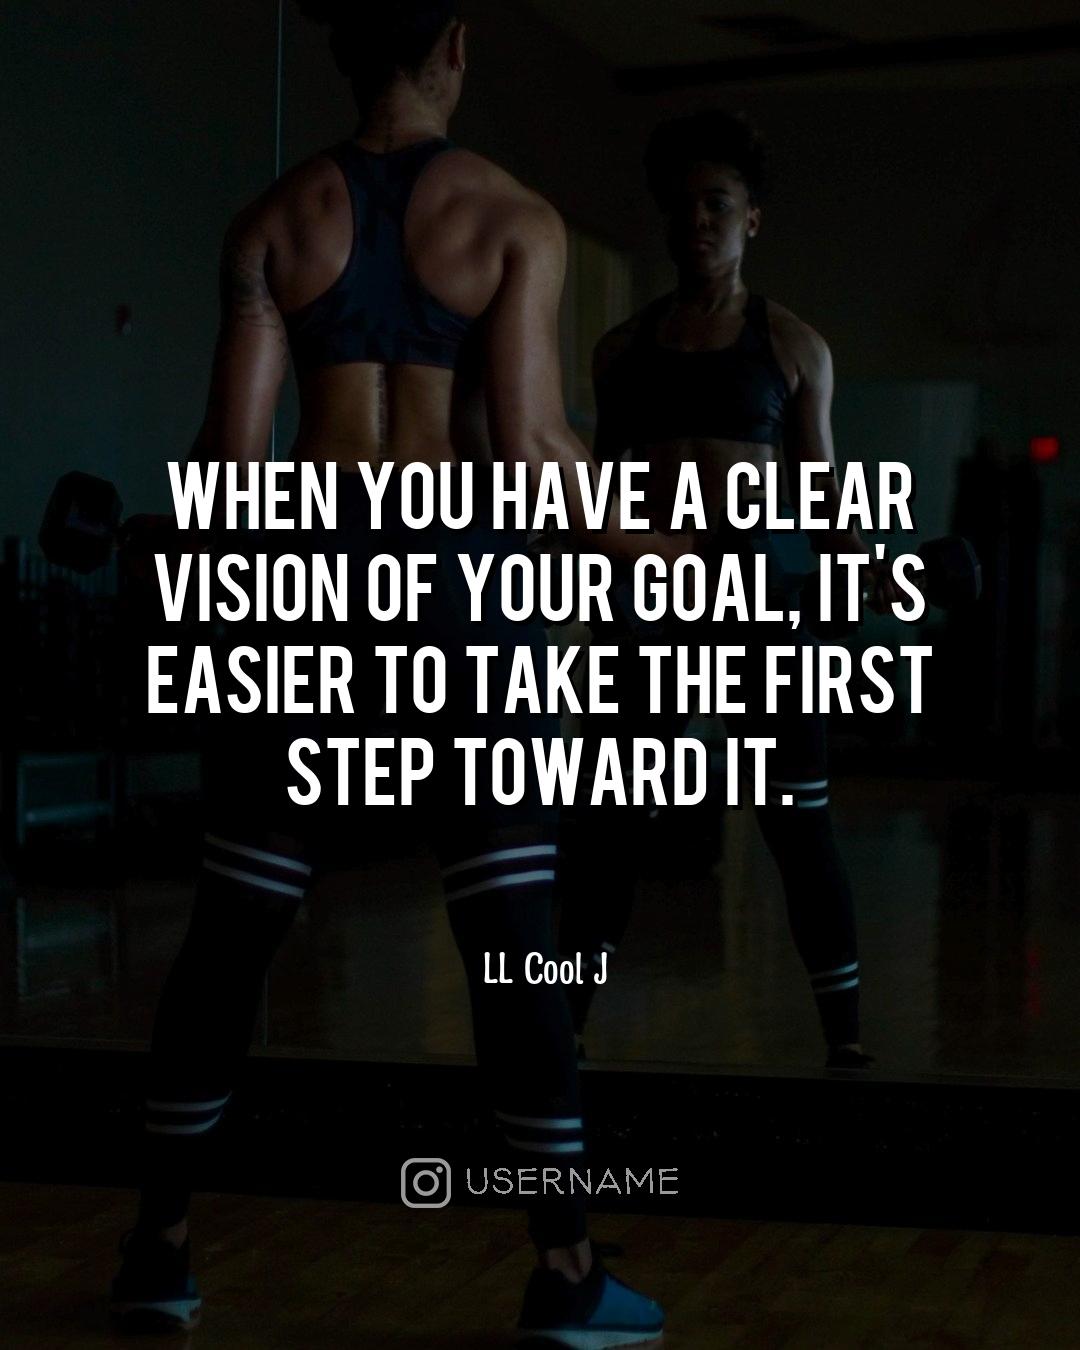 WHEN YOU HAVE A CLEAR
VISION OF YOUR GOAL, IT'S
EASIER TO TAKE THE FIRST
STEP TOWARD IT.
LL Cool J
USERNAME